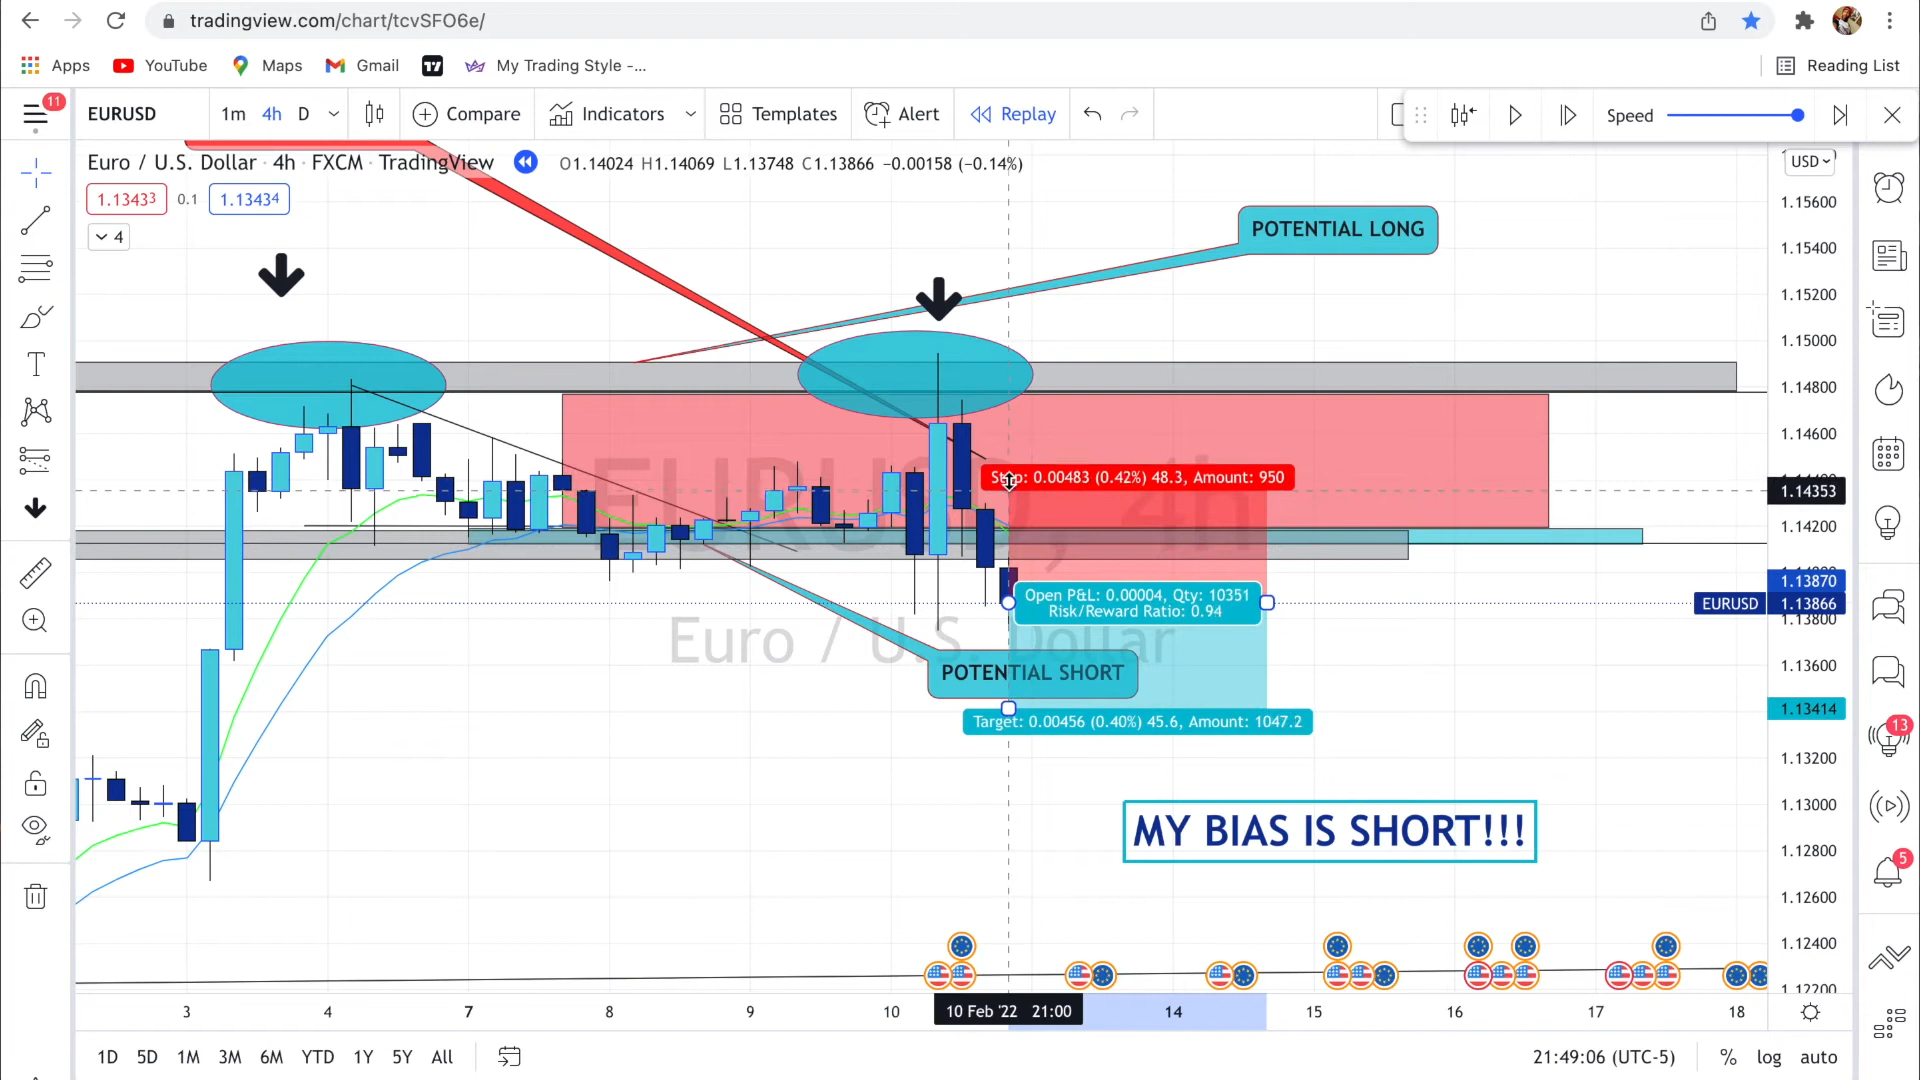 tradingview.com/chart/tcvSFO6e/
Apps YouTube Maps Gmail My Trading Style -... Reading List
11
EURUSD 1m 4h D Compare Indicators Templates Alert Replay Speed
Euro / U.S. Dollar · 4h · FXCM · TradingView O1.14024 H1.14069 L1.13748 C1.13866 −0.00158 (−0.14%)
USD
1.13433 0.1 1.13434
4
POTENTIAL LONG
1.15600
1.15400
1.15200
1.15000
1.14800
1.14600
EURUSD, 4h
Stop: 0.00483 (0.42%) 48.3, Amount: 950
1.14353
1.14200
1.13870
Open P&L: 0.00004, Qty: 10351
Risk/Reward Ratio: 0.94
EURUSD 1.13866
1.13800
Euro / U.S. Dollar
1.13600
POTENTIAL SHORT
1.13414
Target: 0.00456 (0.40%) 45.6, Amount: 1047.2
13
1.13200
1.13000
MY BIAS IS SHORT!!!
1.12800
5
1.12600
1.12400
1.12200
3 4 7 8 9 10 10 Feb '22 21:00 14 15 16 17 18
1D 5D 1M 3M 6M YTD 1Y 5Y All 21:49:06 (UTC-5) % log auto